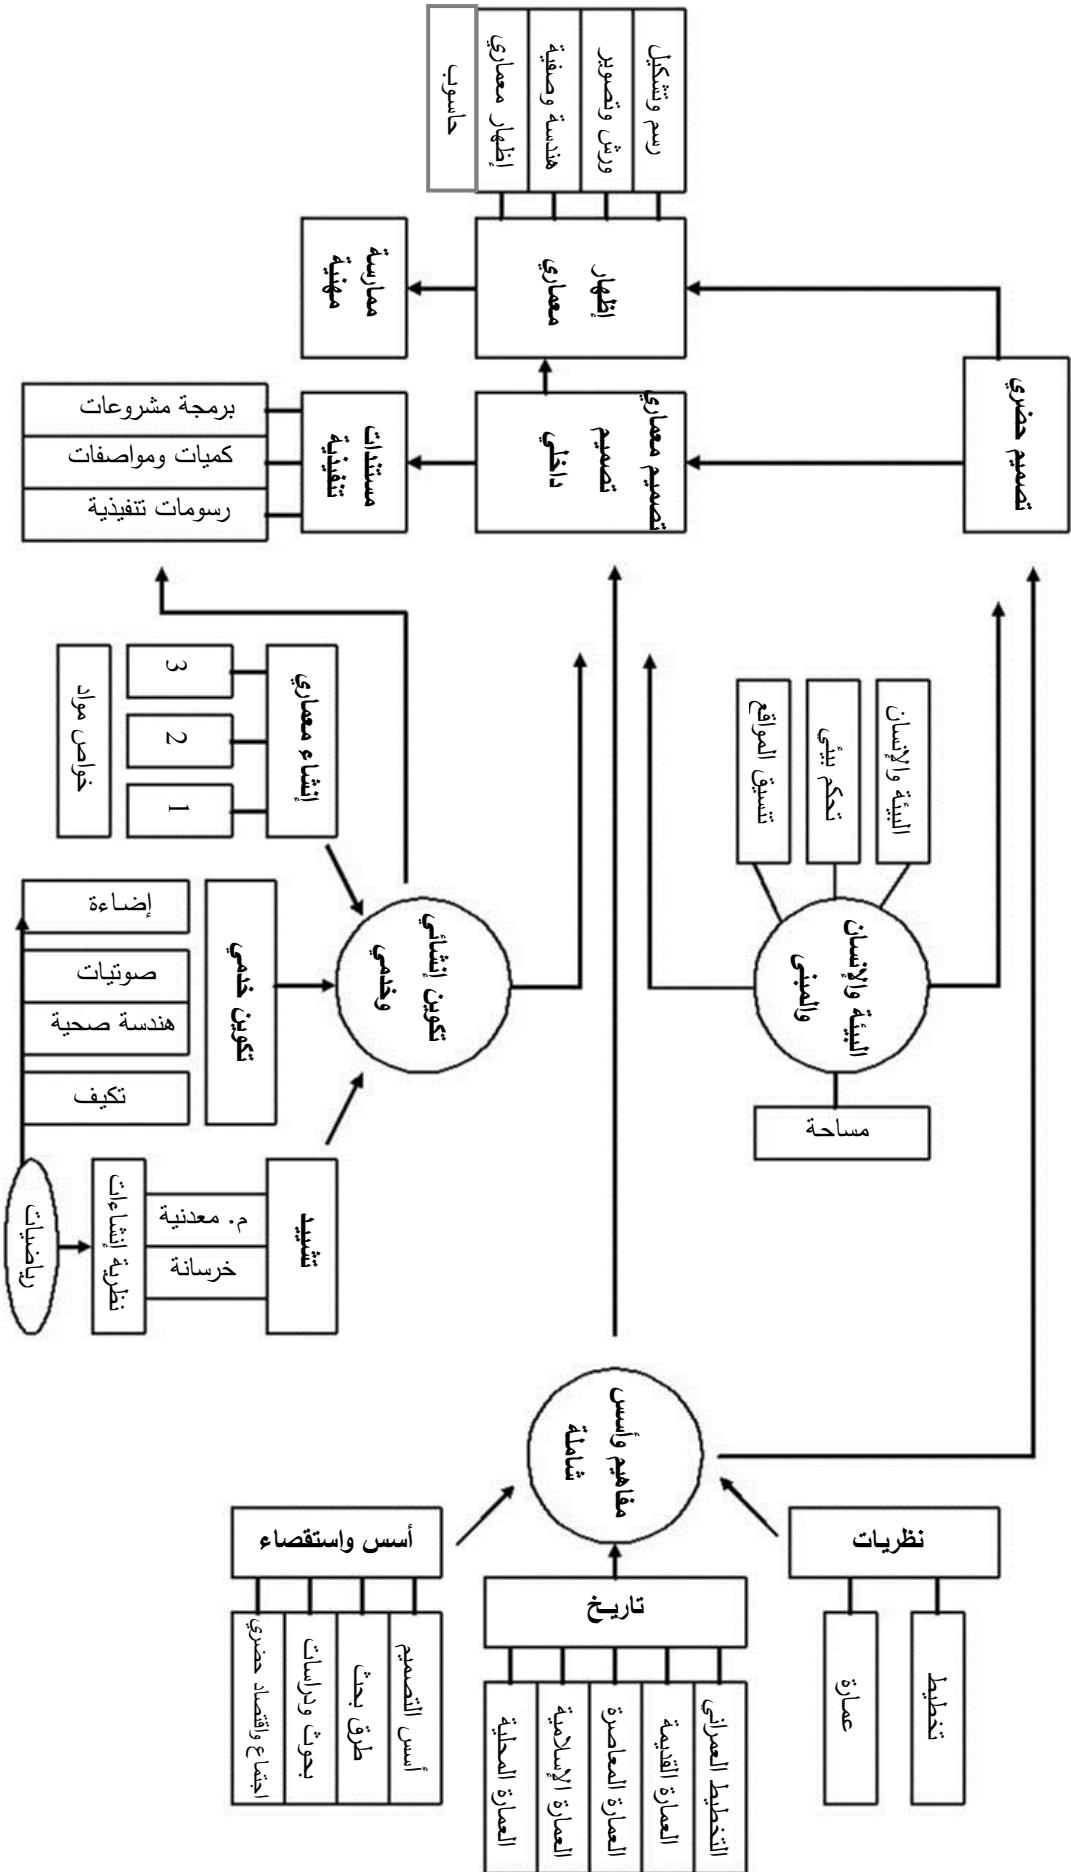 رسم وتشكيل
ورش وتصوير
هندسة وصفية
إظهار معماري
حاسوب
إظهار
معماري
ممارسة
مهنية
تصميم حضري
تصميم معماري
تصميم
داخلي
مستندات
تنفيذية
برمجة مشروعات
كميات ومواصفات
رسومات تنفيذية
البيئة والإنسان
تحكم بيئي
تنسيق المواقع
البيئة والإنسان
والمبنى
مساحة
إنشاء معماري
3
2
1
خواص مواد
تكوين إنشائي
وخدمي
تكوين خدمي
إضاءة
صوتيات
هندسة صحية
تكيف
تشييد
م. معدنية
خرسانة
نظرية إنشاءات
رياضيات
مفاهيم وأسس
شاملة
نظريات
تخطيط
عمارة
تاريخ
التخطيط العمراني
العمارة القديمة
العمارة المعاصرة
العمارة الإسلامية
العمارة المحلية
أسس واستقصاء
أسس التصميم
طرق بحث
بحوث ودراسات
اجتماع واقتصاد حضري